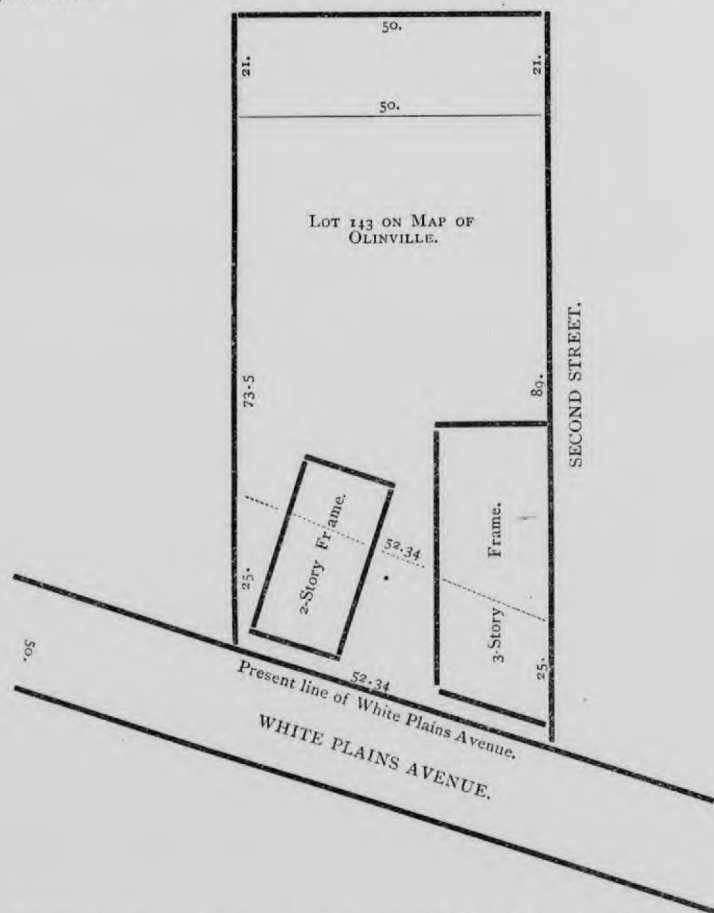 50.
21.
21.
50.
LOT 143 ON MAP OF
OLINVILLE.
SECOND STREET.
73.5
89.
2-Story Frame.
52.34
3-Story Frame.
25.
25.
50.
52.34
Present line of White Plains Avenue.
WHITE PLAINS AVENUE.